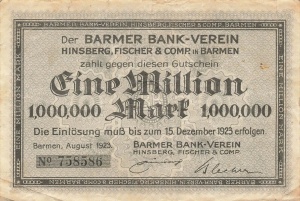 Der BARMER BANK-VEREIN
HINSBERG, FISCHER & COMP. IN BARMEN
zahlt gegen diesen Gutschein
Eine Million
1,000,000 Mark 1,000,000
Die Einlösung muß bis zum 15. Dezember 1923 erfolgen.
Barmen, August 1923. BARMER BANK-VEREIN
HINSBERG, FISCHER & COMP.
No 758586